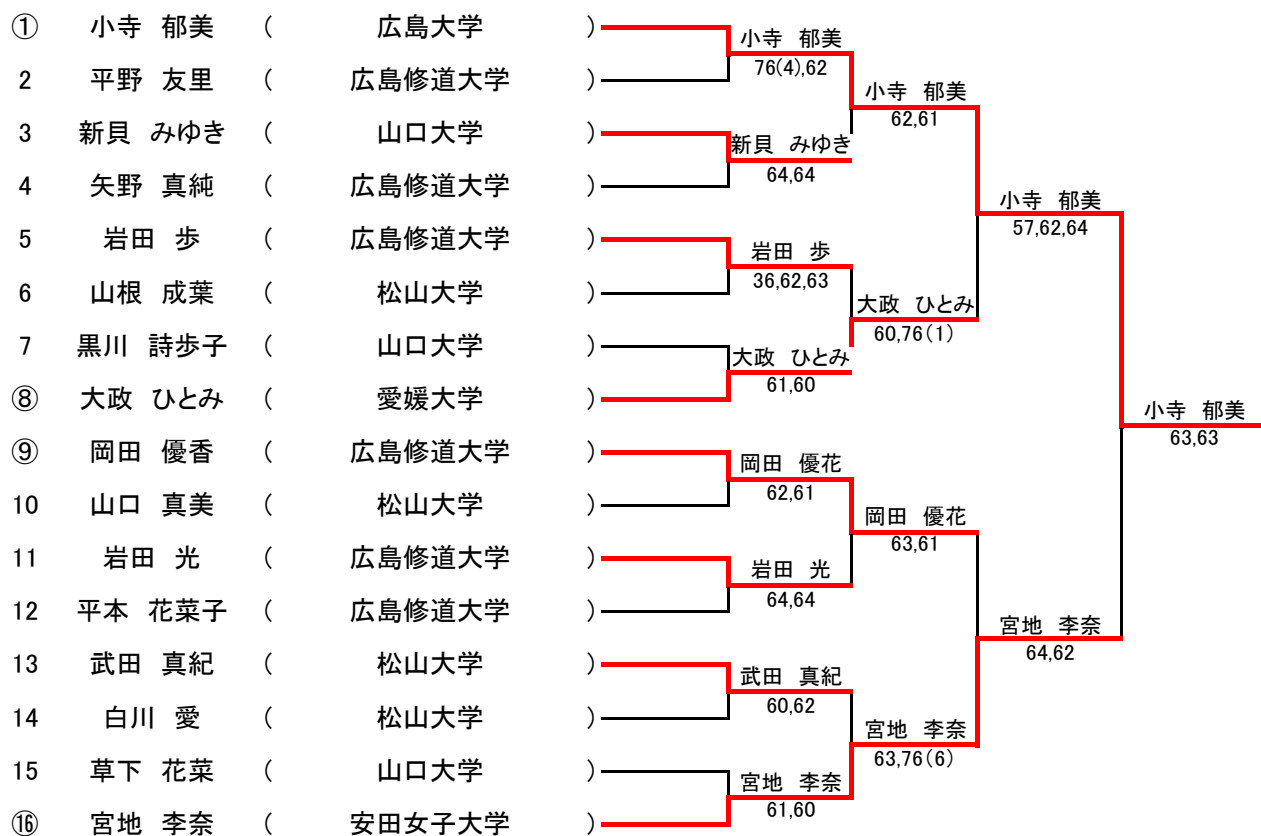 ① 小寺 郁美 ( 広島大学 )
小寺 郁美
76(4),62
2 平野 友里 ( 広島修道大学 )
小寺 郁美
62,61
3 新貝 みゆき ( 山口大学 )
新貝 みゆき
64,64
4 矢野 真純 ( 広島修道大学 )
小寺 郁美
57,62,64
5 岩田 歩 ( 広島修道大学 )
岩田 歩
36,62,63
6 山根 成葉 ( 松山大学 )
大政 ひとみ
60,76(1)
7 黒川 詩歩子 ( 山口大学 )
大政 ひとみ
61,60
⑧ 大政 ひとみ ( 愛媛大学 )
小寺 郁美
63,63
⑨ 岡田 優香 ( 広島修道大学 )
岡田 優花
62,61
10 山口 真美 ( 松山大学 )
岡田 優花
63,61
11 岩田 光 ( 広島修道大学 )
岩田 光
64,64
12 平本 花菜子 ( 広島修道大学 )
宮地 李奈
64,62
13 武田 真紀 ( 松山大学 )
武田 真紀
60,62
14 白川 愛 ( 松山大学 )
宮地 李奈
63,76(6)
15 草下 花菜 ( 山口大学 )
宮地 李奈
61,60
⑯ 宮地 李奈 ( 安田女子大学 )